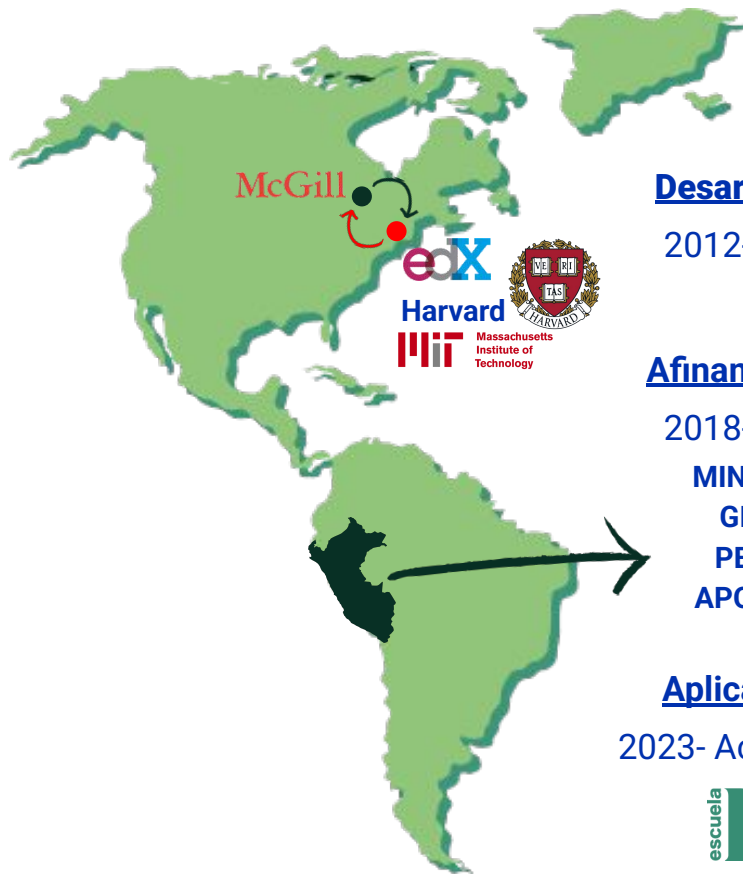 McGill
edX
Harvard
VE RI
TAS
HARVARD
MIT
Massachusetts
Institute of
Technology
Desar
2012-
Afinan
2018-
MIN
GI
PE
APO
Aplica
2023- Ac
escuela